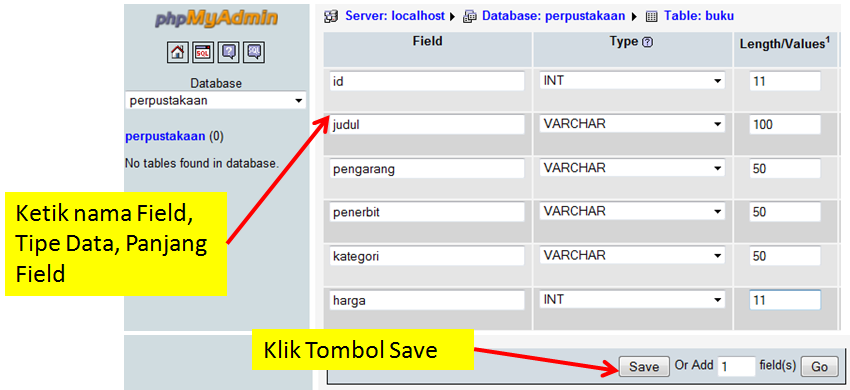 phpMyAdmin
SQL
Database
perpustakaan
perpustakaan (0)
No tables found in database.
Server: localhost Database: perpustakaan Table: buku
Field Type Length/Values1
id INT 11
judul VARCHAR 100
pengarang VARCHAR 50
penerbit VARCHAR 50
kategori VARCHAR 50
harga INT 11
Ketik nama Field,
Tipe Data, Panjang
Field
Klik Tombol Save
Save Or Add 1 field(s) Go